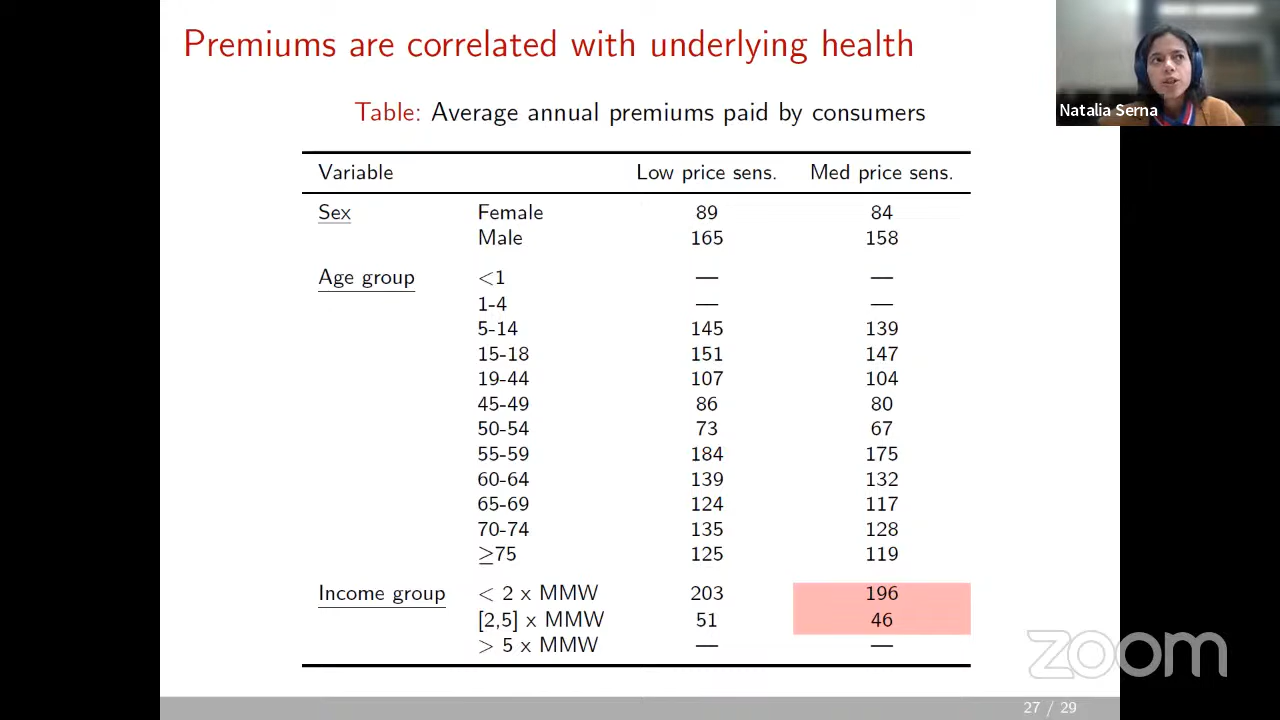 Premiums are correlated with underlying health
Natalia Serna
Table: Average annual premiums paid by consumers
Variable Low price sens. Med price sens.
Sex Female 89 84
Male 165 158
Age group <1 — —
1-4 — —
5-14 145 139
15-18 151 147
19-44 107 104
45-49 86 80
50-54 73 67
55-59 184 175
60-64 139 132
65-69 124 117
70-74 135 128
≥75 125 119
Income group < 2 x MMW 203 196
[2,5] x MMW 51 46
> 5 x MMW — —
zoom
27 / 29